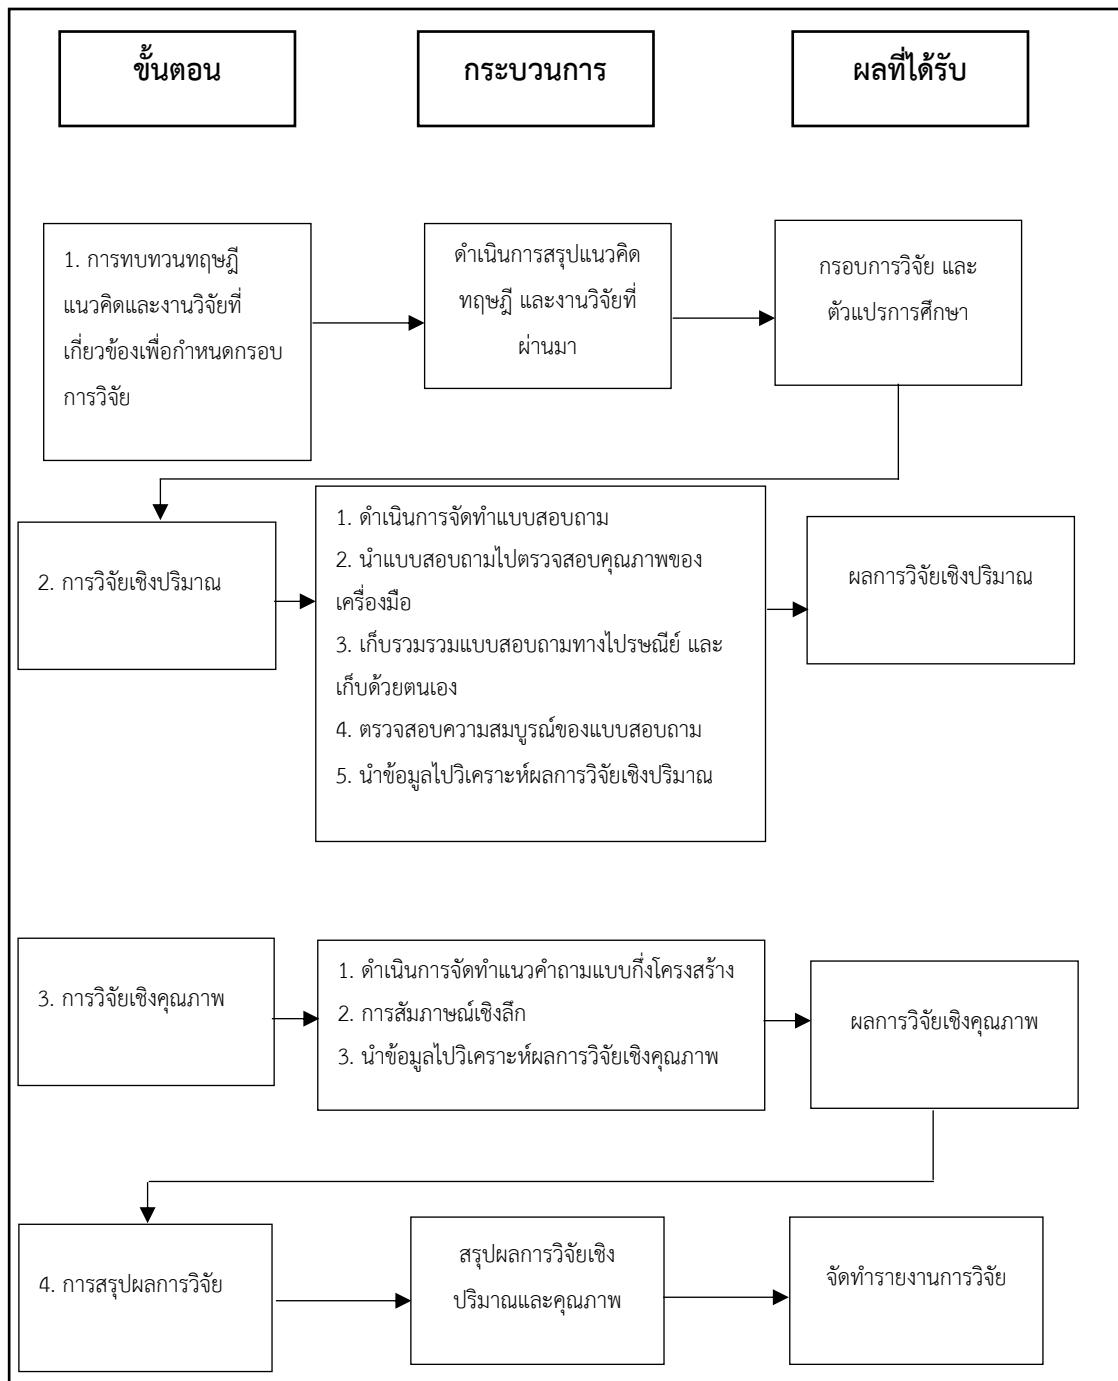 ขั้นตอน
กระบวนการ
ผลที่ได้รับ
1. การทบทวนทฤษฎี
แนวคิดและงานวิจัยที่
เกี่ยวข้องเพื่อกำหนดกรอบ
การวิจัย
ดำเนินการสรุปแนวคิด
ทฤษฎี และงานวิจัยที่
ผ่านมา
กรอบการวิจัย และ
ตัวแปรการศึกษา
2. การวิจัยเชิงปริมาณ
1. ดำเนินการจัดทำแบบสอบถาม
2. นำแบบสอบถามไปตรวจสอบคุณภาพของ
เครื่องมือ
3. เก็บรวมรวมแบบสอบถามทางไปรษณีย์ และ
เก็บด้วยตนเอง
4. ตรวจสอบความสมบูรณ์ของแบบสอบถาม
5. นำข้อมูลไปวิเคราะห์ผลการวิจัยเชิงปริมาณ
ผลการวิจัยเชิงปริมาณ
3. การวิจัยเชิงคุณภาพ
1. ดำเนินการจัดทำแนวคำถามแบบกึ่งโครงสร้าง
2. การสัมภาษณ์เชิงลึก
3. นำข้อมูลไปวิเคราะห์ผลการวิจัยเชิงคุณภาพ
ผลการวิจัยเชิงคุณภาพ
4. การสรุปผลการวิจัย
สรุปผลการวิจัยเชิง
ปริมาณและคุณภาพ
จัดทำรายงานการวิจัย